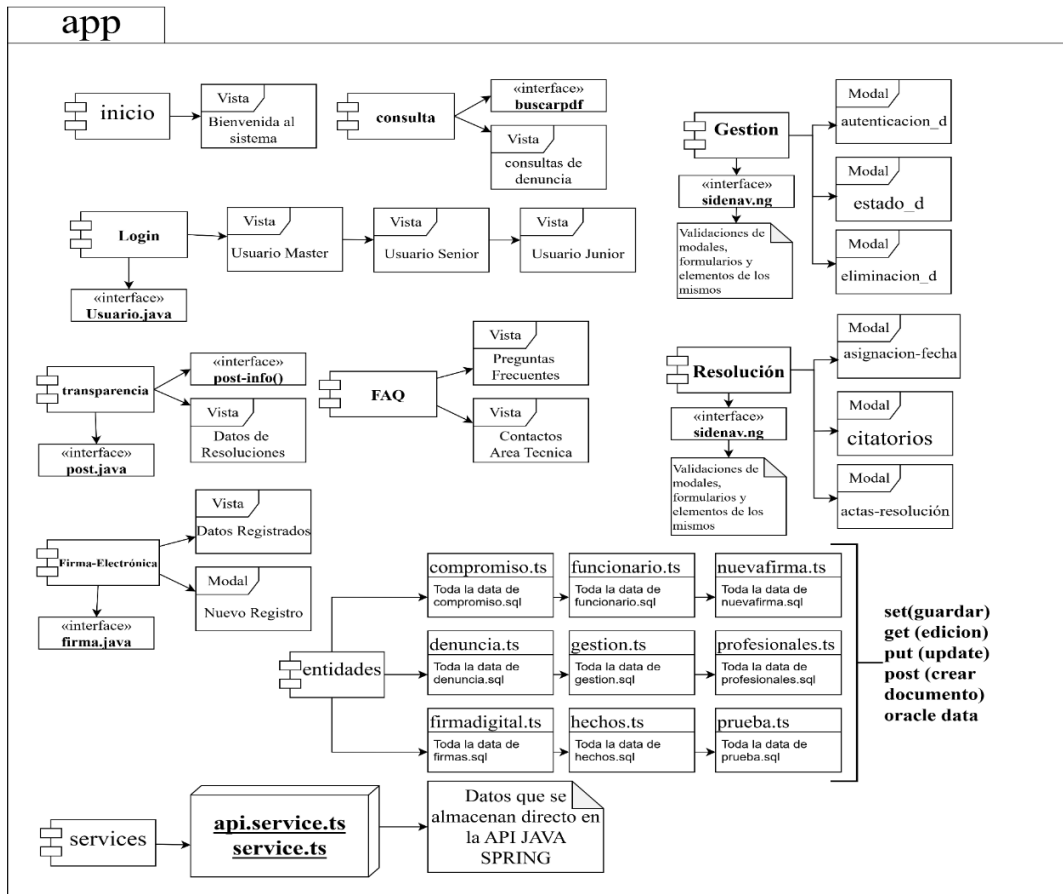 app
inicio
Vista
Bienvenida al
sistema
consulta
«interface»
buscarpdf
Vista
consultas de
denuncia
Gestion
«interface»
sidenav.ng
Validaciones de
modales,
formularios y
elementos de los
mismos
Modal
autenticacion_d
Modal
estado_d
Modal
eliminacion_d
Login
«interface»
Usuario.java
Vista
Usuario Master
Vista
Usuario Senior
Vista
Usuario Junior
transparencia
«interface»
post-info()
Vista
Datos de
Resoluciones
«interface»
post.java
FAQ
Vista
Preguntas
Frecuentes
Vista
Contactos
Area Tecnica
Resolución
«interface»
sidenav.ng
Validaciones de
modales,
formularios y
elementos de los
mismos
Modal
asignacion-fecha
Modal
citatorios
Modal
actas-resolución
Firma-Electrónica
Vista
Datos Registrados
Modal
Nuevo Registro
«interface»
firma.java
entidades
compromiso.ts
Toda la data de
compromiso.sql
funcionario.ts
Toda la data de
funcionario.sql
nuevafirma.ts
Toda la data de
nuevafirma.sql
denuncia.ts
Toda la data de
denuncia.sql
gestion.ts
Toda la data de
gestion.sql
profesionales.ts
Toda la data de
profesionales.sql
firmadigital.ts
Toda la data de
firmas.sql
hechos.ts
Toda la data de
hechos.sql
prueba.ts
Toda la data de
prueba.sql
set(guardar)
get (edicion)
put (update)
post (crear
documento)
oracle data
services
api.service.ts
service.ts
Datos que se
almacenan directo en
la API JAVA
SPRING